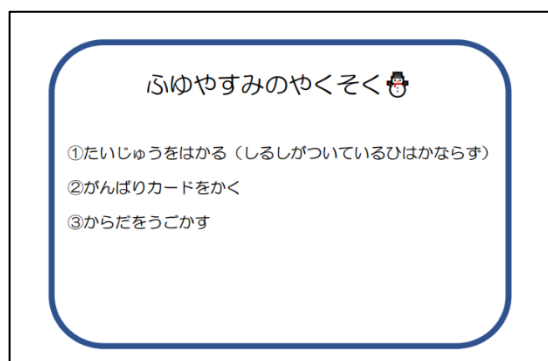 ふゆやすみのやくそく⛄
①たいじゅうをはかる（しるしがついているひはかならず）
②がんばりカードをかく
③からだをうごかす